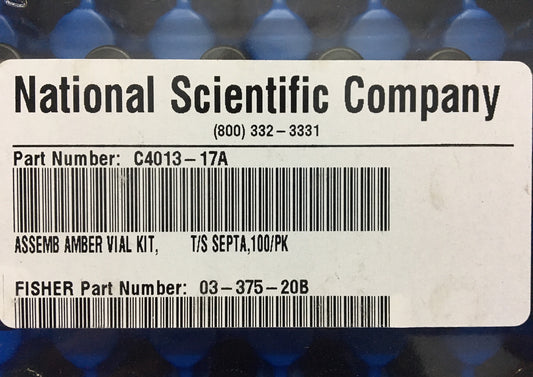 National Scientific Company
(800) 332-3331
Part Number: C4013-17A
ASSEMB AMBER VIAL KIT, T/S SEPTA,100/PK
FISHER Part Number: 03-375-20B